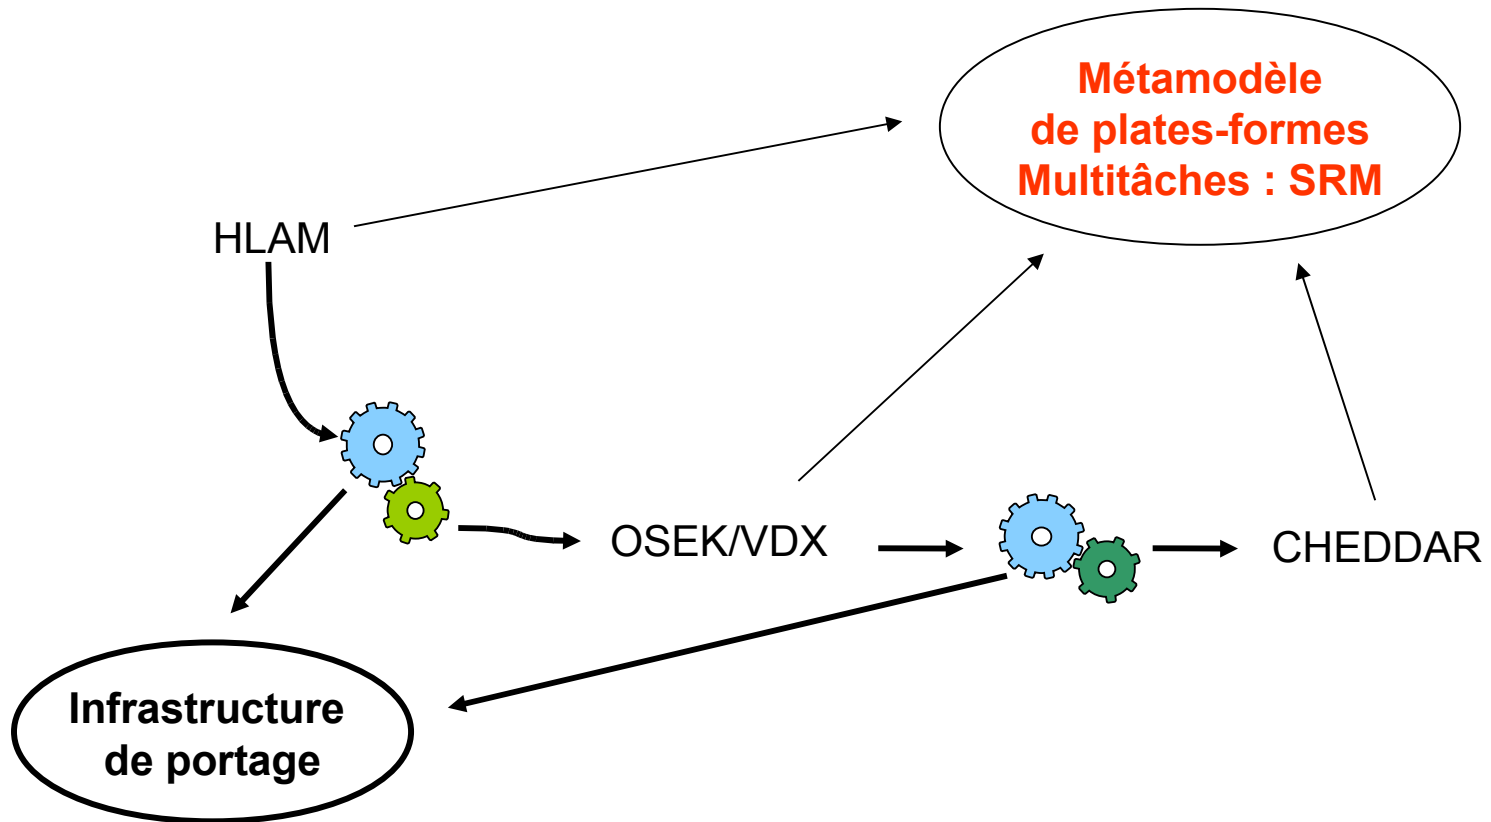 Métamodèle
de plates-formes
Multitâches : SRM
HLAM
OSEK/VDX
CHEDDAR
Infrastructure
de portage